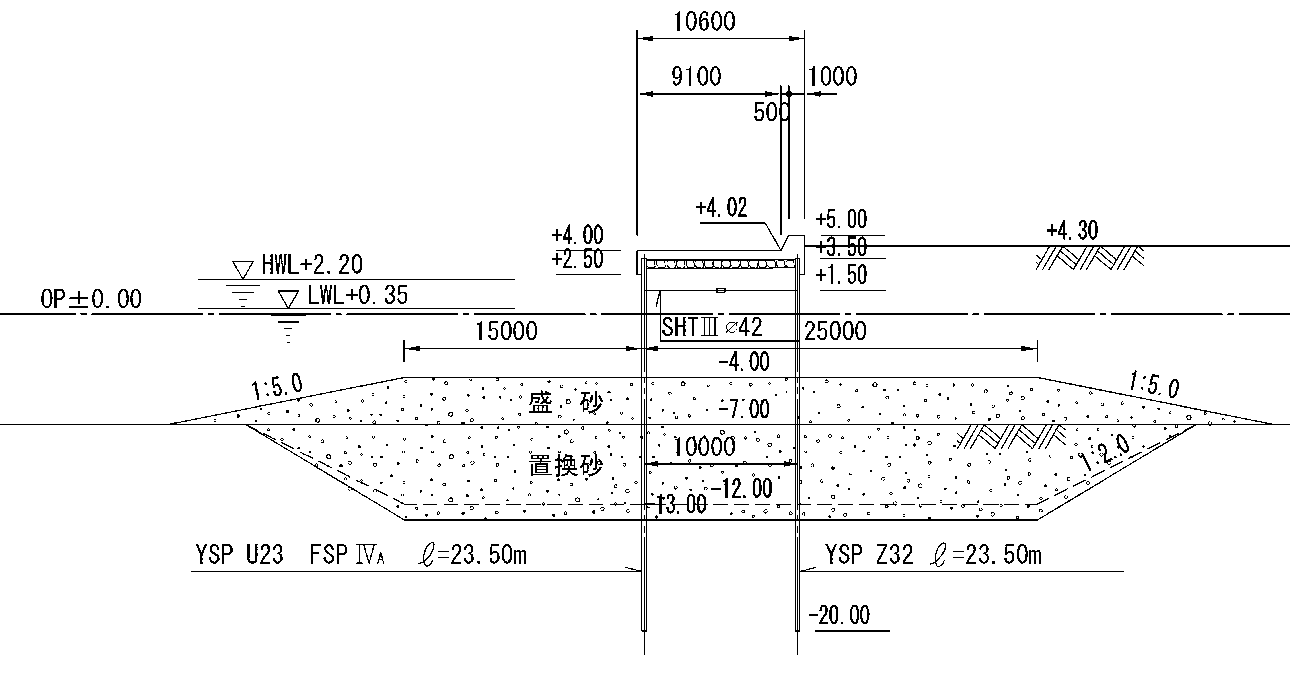 10600
9100
1000
500
+4.02
+5.00
+4.00
+3.50
+4.30
+2.50
+1.50
HWL+2.20
OP±0.00
LWL+0.35
SHTⅢ ⌀42
15000
25000
-4.00
1:5.0
1:5.0
盛 砂
-7.00
置換砂
10000
1:2.0
-12.00
-13.00
YSP U23 FSP ⅣA ℓ=23.50m
YSP Z32 ℓ=23.50m
-20.00